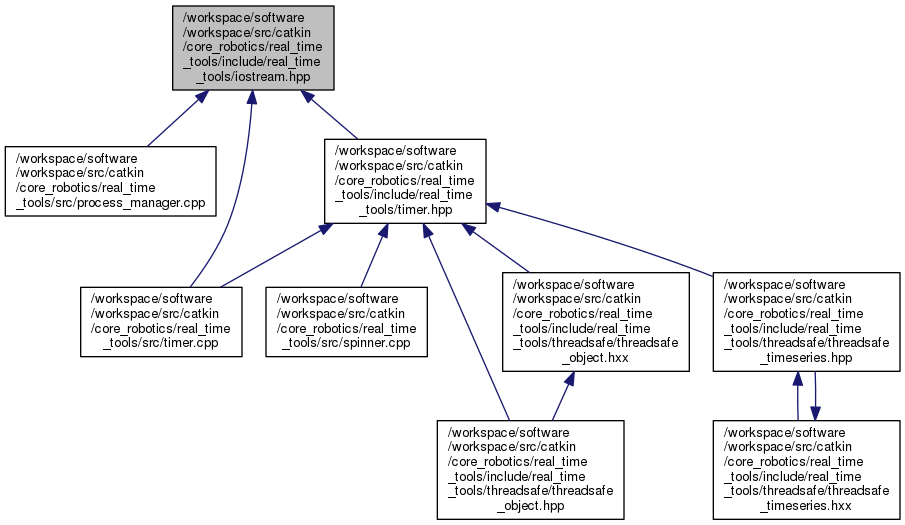 /workspace/software
/workspace/src/catkin
/core_robotics/real_time
_tools/include/real_time
_tools/iostream.hpp
/workspace/software
/workspace/src/catkin
/core_robotics/real_time
_tools/src/process_manager.cpp
/workspace/software
/workspace/src/catkin
/core_robotics/real_time
_tools/include/real_time
_tools/timer.hpp
/workspace/software
/workspace/src/catkin
/core_robotics/real_time
_tools/src/timer.cpp
/workspace/software
/workspace/src/catkin
/core_robotics/real_time
_tools/src/spinner.cpp
/workspace/software
/workspace/src/catkin
/core_robotics/real_time
_tools/include/real_time
_tools/threadsafe/threadsafe
_object.hxx
/workspace/software
/workspace/src/catkin
/core_robotics/real_time
_tools/include/real_time
_tools/threadsafe/threadsafe
_timeseries.hpp
/workspace/software
/workspace/src/catkin
/core_robotics/real_time
_tools/include/real_time
_tools/threadsafe/threadsafe
_object.hpp
/workspace/software
/workspace/src/catkin
/core_robotics/real_time
_tools/include/real_time
_tools/threadsafe/threadsafe
_timeseries.hxx